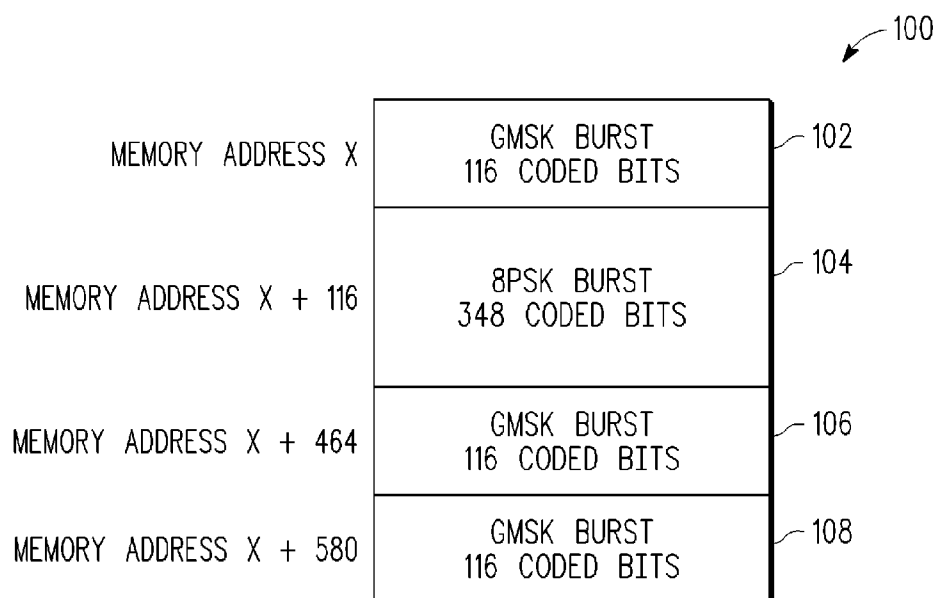 100
MEMORY ADDRESS X
GMSK BURST
116 CODED BITS
102
MEMORY ADDRESS X + 116
8PSK BURST
348 CODED BITS
104
MEMORY ADDRESS X + 464
GMSK BURST
116 CODED BITS
106
MEMORY ADDRESS X + 580
GMSK BURST
116 CODED BITS
108